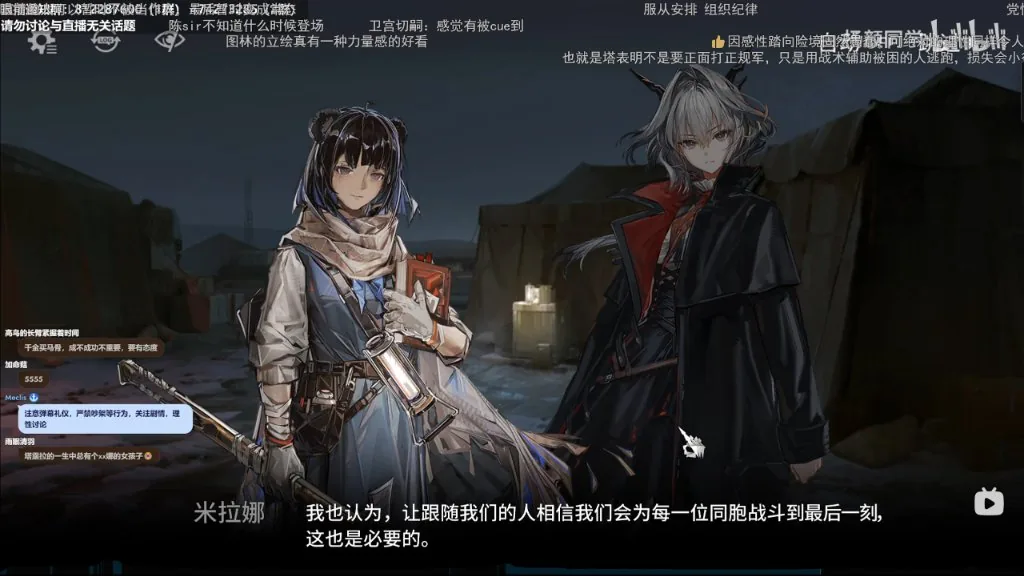 请勿讨论与直播无关话题
陈sir不知道什么时候登场
卫宫切嗣：感觉有被cue到
服从安排 组织纪律
图林的立绘真有一种力量感的好看
LOG
也就是塔表明不是要正面打正规军，只是用战术辅助被困的人逃跑，损失会小
高鸟的长臂紧握着时间
千金买马骨，成不成功不重要，要有态度
加命菇
5555
Meclis
注意弹幕礼仪，严禁吵架等行为，关注剧情，理
性讨论
雨眠清羽
塔露拉的一生中总有个xx娜的女孩子
米拉娜
我也认为，让跟随我们的人相信我们会为每一位同胞战斗到最后一刻，
这也是必要的。